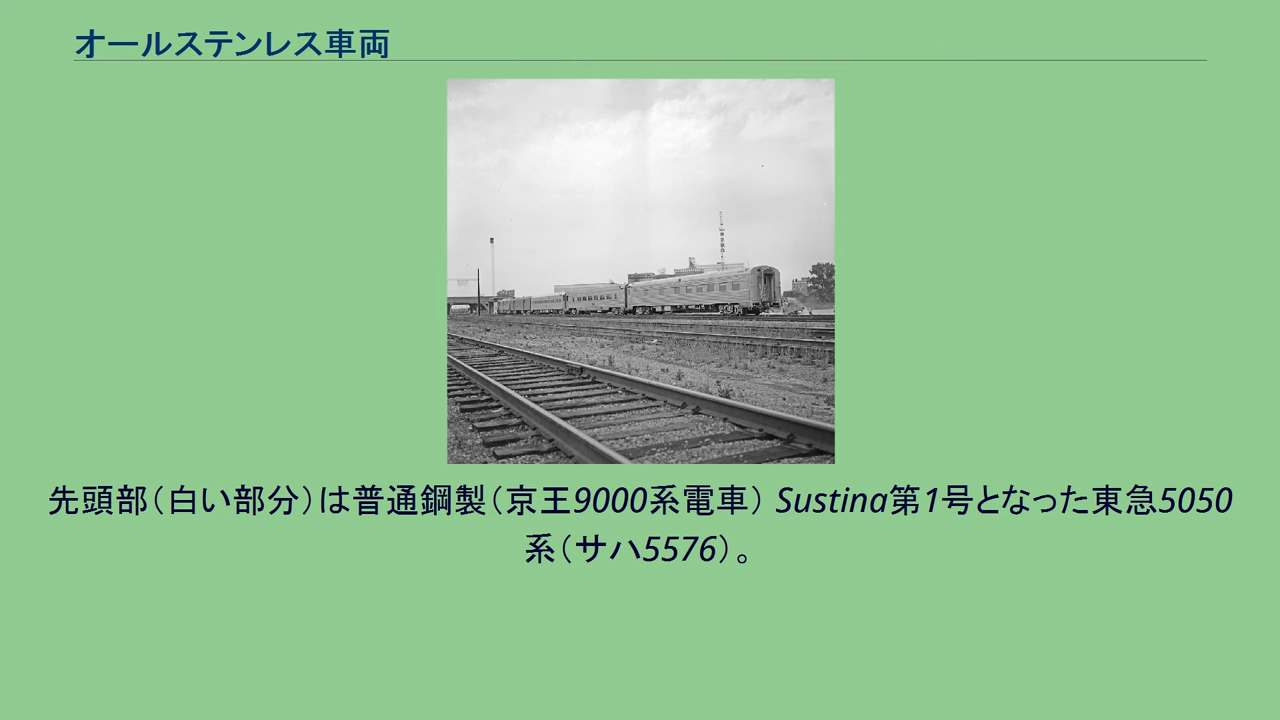 オールステンレス車両
先頭部（白い部分）は普通鋼製（京王9000系電車） Sustina第1号となった東急5050
系（サハ5576）。